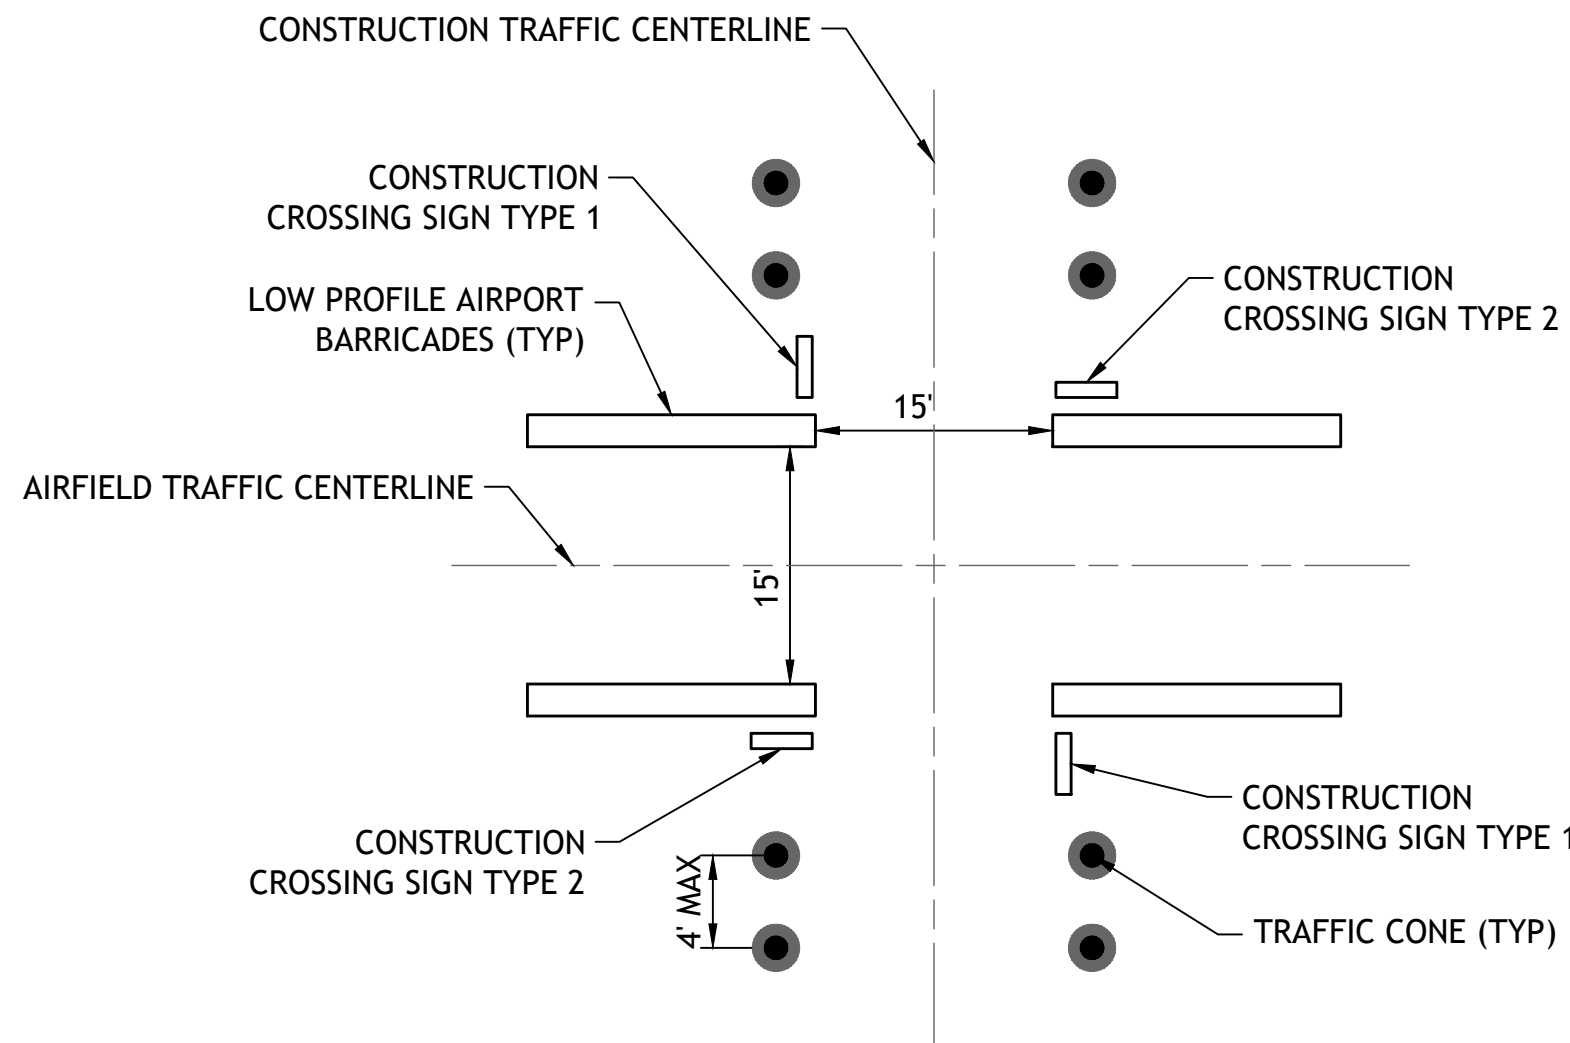 CONSTRUCTION TRAFFIC CENTERLINE
CONSTRUCTION
CROSSING SIGN TYPE 1
CONSTRUCTION
CROSSING SIGN TYPE 2
LOW PROFILE AIRPORT
BARRICADES (TYP)
15'
AIRFIELD TRAFFIC CENTERLINE
15'
CONSTRUCTION
CROSSING SIGN TYPE 1
CONSTRUCTION
CROSSING SIGN TYPE 2
4' MAX
TRAFFIC CONE (TYP)